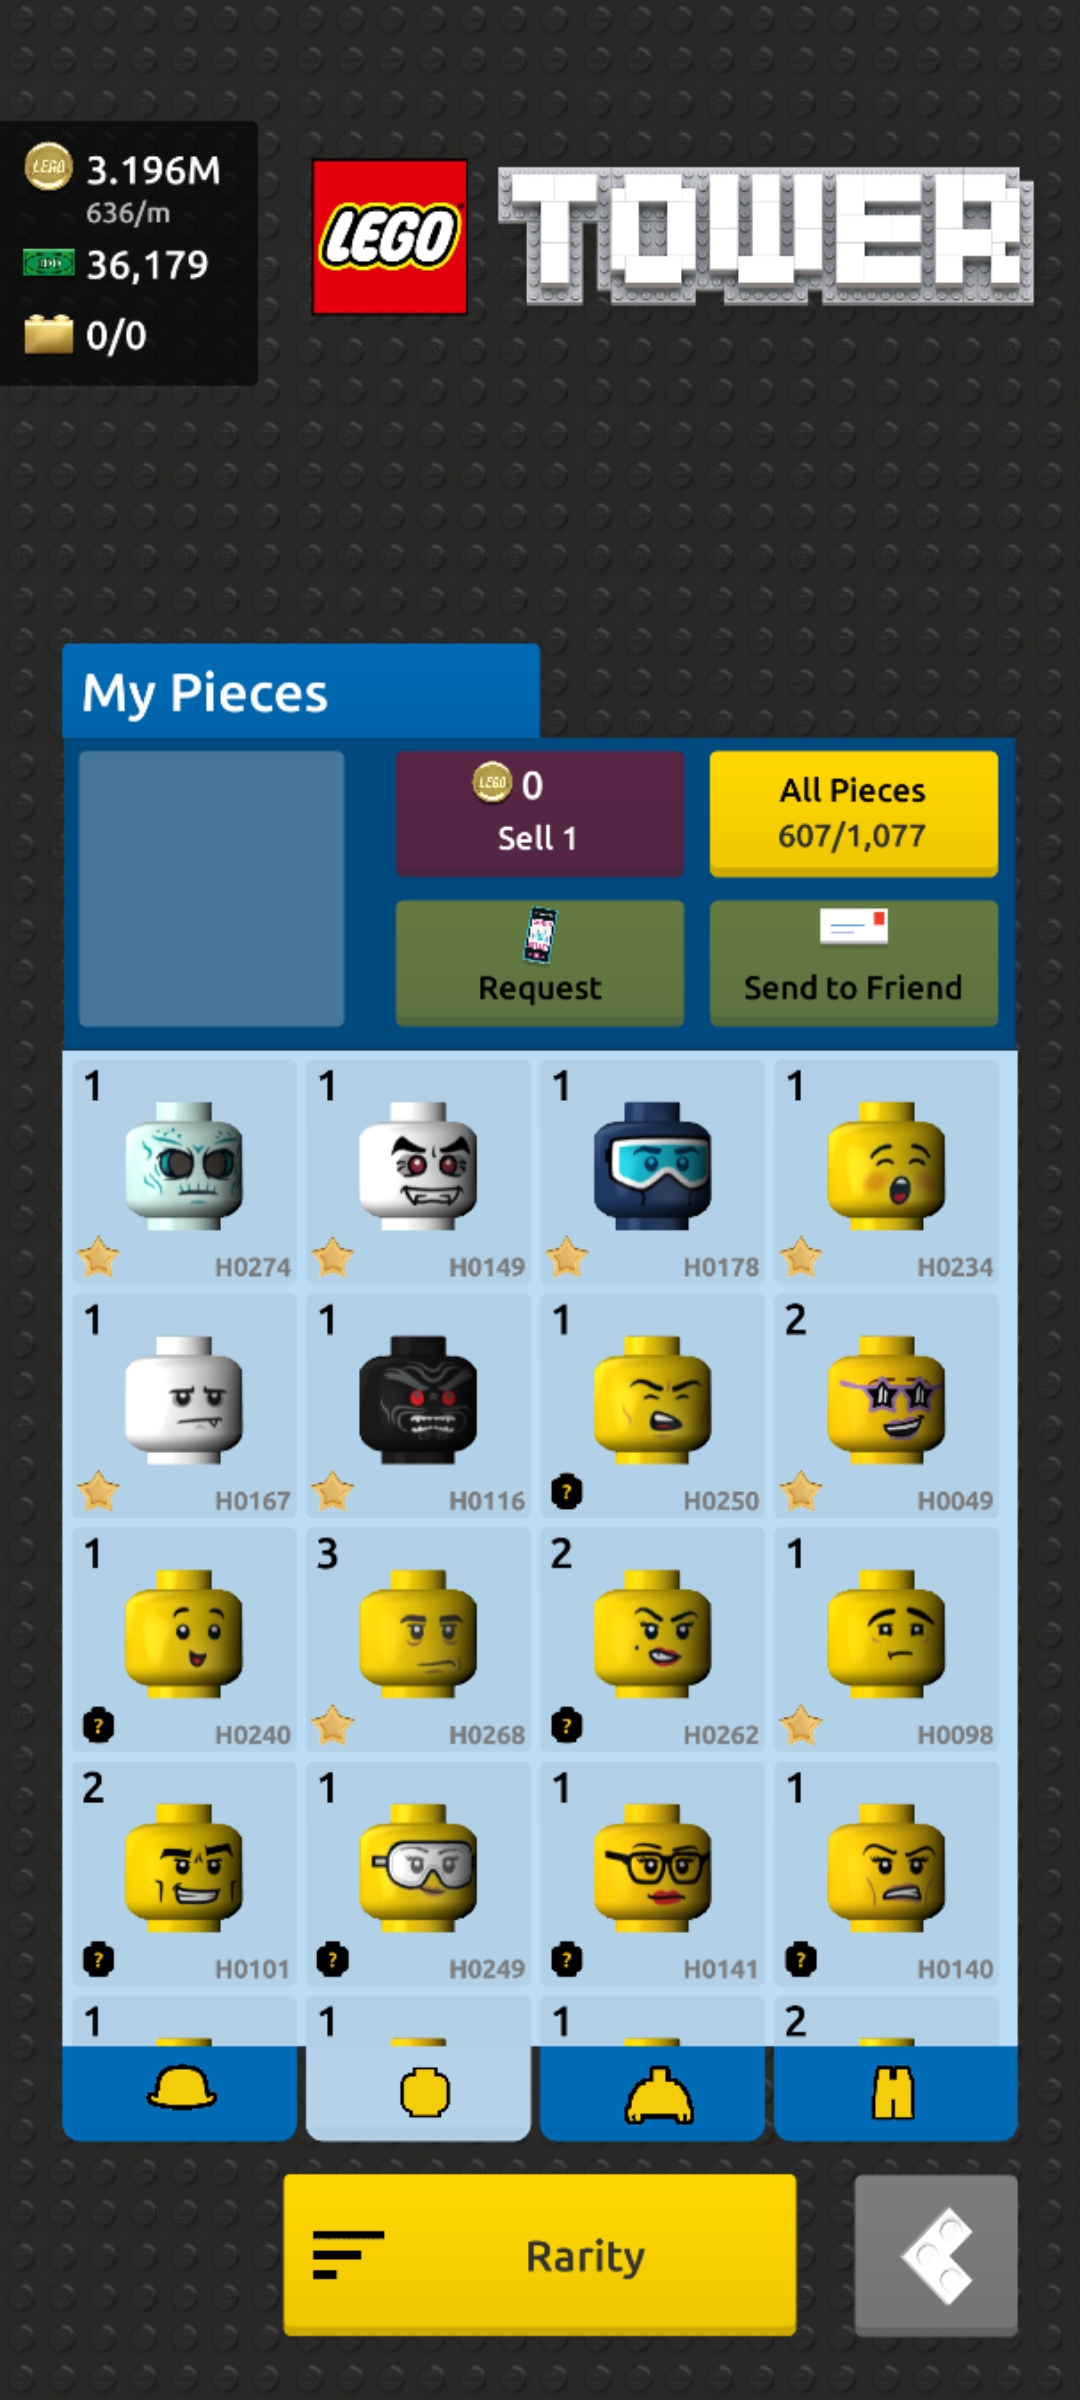 LEGO
3.196M
636/m
36,179
0/0
LEGO TOWER
My Pieces
LEGO 0
Sell 1
All Pieces
607/1,077
Request
Send to Friend
1 1 1 1
H0274 H0149 H0178 H0234
1 1 1 2
? 
H0167 H0116 H0250 H0049
1 3 2 1
? ?
H0240 H0268 H0262 H0098
2 1 1 1
? ? ? ?
H0101 H0249 H0141 H0140
1 1 1 2
Rarity